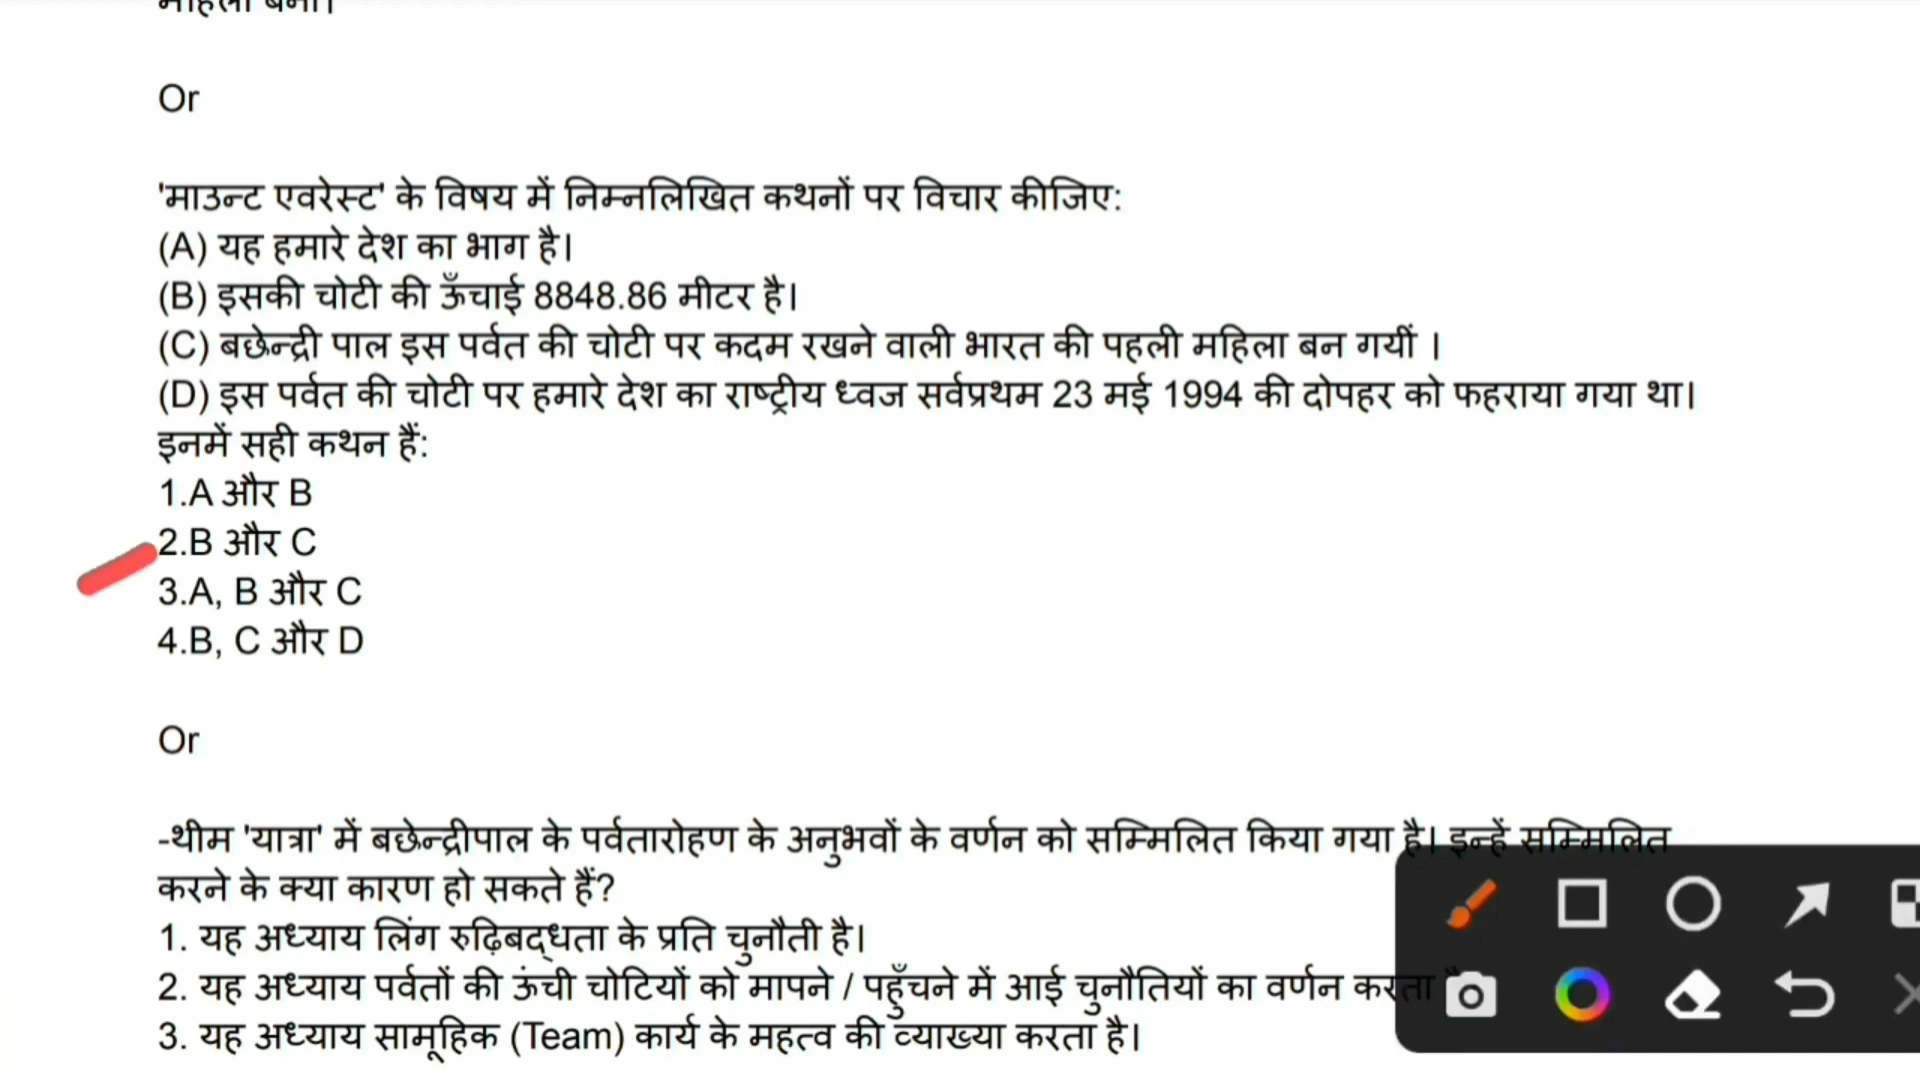 महिला बनी।
Or
'माउन्ट एवरेस्ट' के विषय में निम्नलिखित कथनों पर विचार कीजिए:
(A) यह हमारे देश का भाग है।
(B) इसकी चोटी की ऊँचाई 8848.86 मीटर है।
(C) बछेन्द्री पाल इस पर्वत की चोटी पर कदम रखने वाली भारत की पहली महिला बन गयीं ।
(D) इस पर्वत की चोटी पर हमारे देश का राष्ट्रीय ध्वज सर्वप्रथम 23 मई 1994 की दोपहर को फहराया गया था।
इनमें सही कथन हैं:
1.A और B
2.B और C
3.A, B और C
4.B, C और D
Or
-थीम 'यात्रा' में बछेन्द्रीपाल के पर्वतारोहण के अनुभवों के वर्णन को सम्मिलित किया गया है। इन्हें सम्मिलित
करने के क्या कारण हो सकते हैं?
1. यह अध्याय लिंग रुढ़िबद्धता के प्रति चुनौती है।
2. यह अध्याय पर्वतों की ऊंची चोटियों को मापने / पहुँचने में आई चुनौतियों का वर्णन करता
3. यह अध्याय सामूहिक (Team) कार्य के महत्व की व्याख्या करता है।